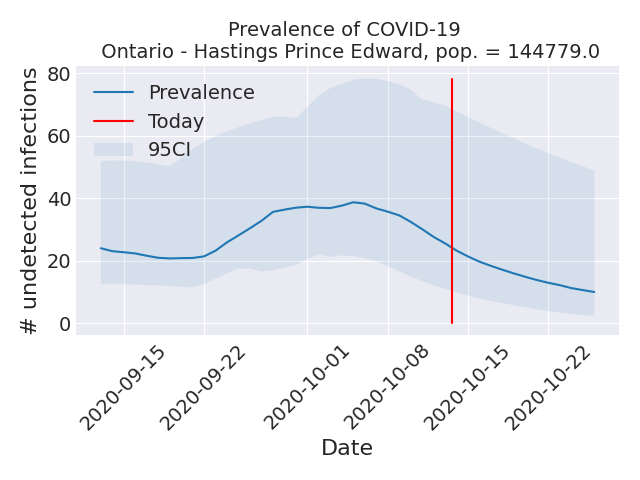 Prevalence of COVID-19
Ontario - Hastings Prince Edward, pop. = 144779.0
# undetected infections
80
60
40
20
0
Prevalence
Today
95CI
2020-09-15
2020-09-22
2020-10-01
2020-10-08
2020-10-15
2020-10-22
Date